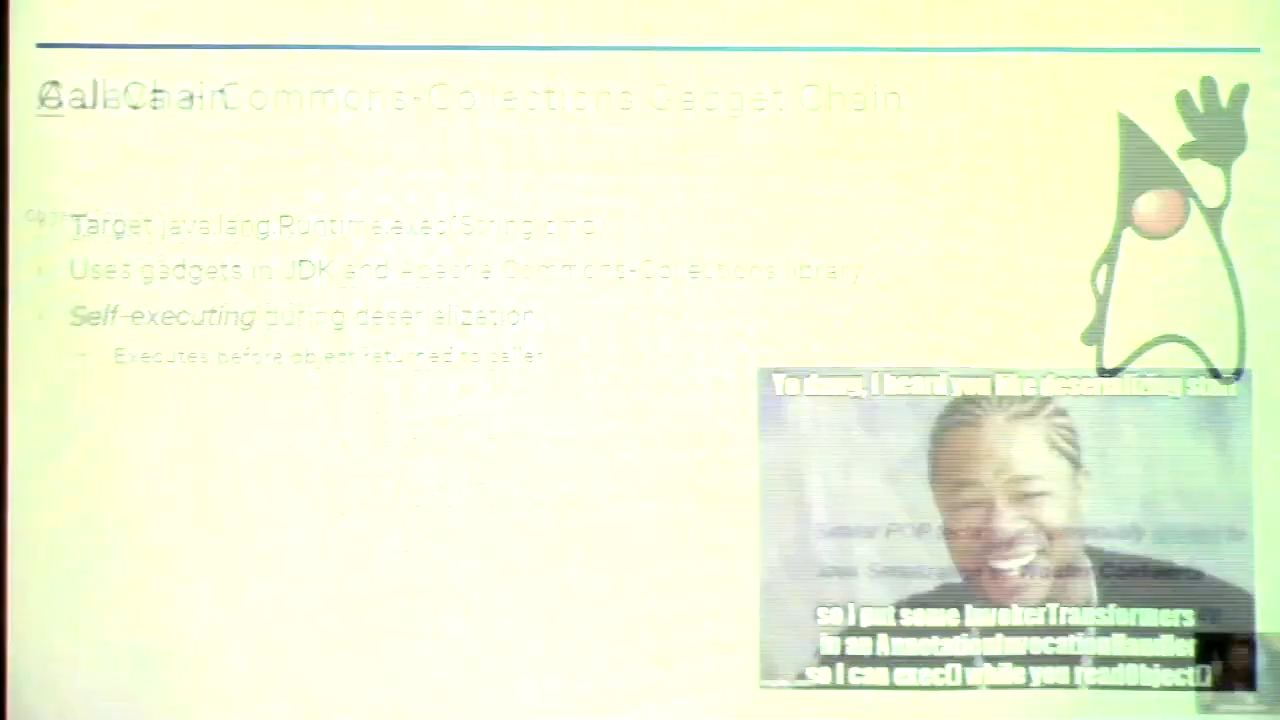 Commons-Collections Gadget Chain
Call Chain
Target java.lang.Runtime.exec(String cmd)
Uses gadgets in JDK and Apache Commons-Collections library
Self-executing during deserialization
Executes before object returned to caller
Yo dawg, I heard you like deserializing stuff
so I put some InvokerTransformers
in an AnnotationInvocationHandler
so I can exec() while you readObject()